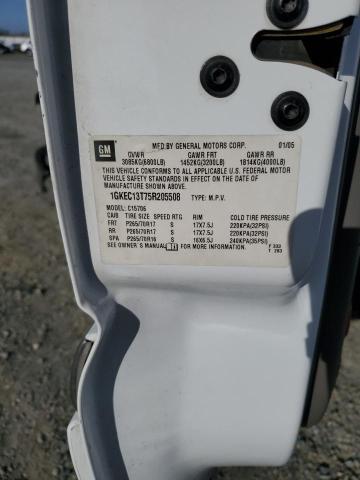 GM
MFD.BY GENERAL MOTORS CORP. 01/05
GVWR GAWR FRT GAWR RR
3085KG(6800LB) 1452KG(3200LB) 1814KG(4000LB)
THIS VEHICLE CONFORMS TO ALL APPLICABLE U.S. FEDERAL MOTOR
VEHICLE SAFETY STANDARDS IN EFFECT ON THE DATE OF
MANUFACTURE SHOWN ABOVE.
1GKEC13T75R205508 TYPE: M.P.V.
MODEL: C15706
TIRE SIZE SPEED RTG RIM COLD TIRE PRESSURE
FRT P265/70R17 S 17X7.5J 220KPA(32PSI)
RR P265/70R17 S 17X7.5J 220KPA(32PSI)
SPA P265/70R16 S 16X6.5J 240KPA(35PSI)
SEE OWNER'S MANUAL FOR MORE INFORMATION. F 333
T 283